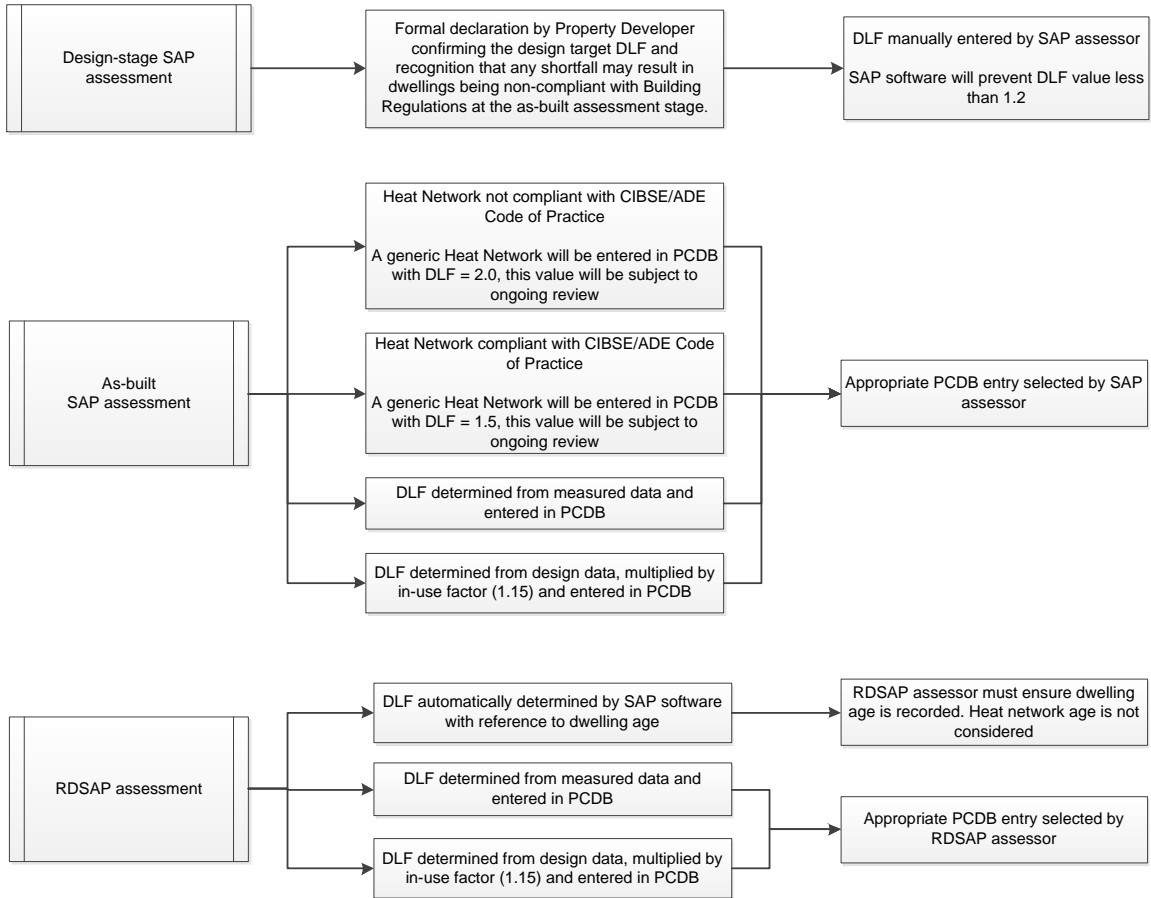 Design-stage SAP
assessment
Formal declaration by Property Developer
confirming the design target DLF and
recognition that any shortfall may result in
dwellings being non-compliant with Building
Regulations at the as-built assessment stage.
DLF manually entered by SAP assessor
SAP software will prevent DLF value less
than 1.2
As-built
SAP assessment
Heat Network not compliant with CIBSE/ADE
Code of Practice
A generic Heat Network will be entered in PCDB
with DLF = 2.0, this value will be subject to
ongoing review
Heat Network compliant with CIBSE/ADE Code
of Practice
A generic Heat Network will be entered in PCDB
with DLF = 1.5, this value will be subject to
ongoing review
DLF determined from measured data and
entered in PCDB
DLF determined from design data, multiplied by
in-use factor (1.15) and entered in PCDB
Appropriate PCDB entry selected by SAP
assessor
RDSAP assessment
DLF automatically determined by SAP software
with reference to dwelling age
RDSAP assessor must ensure dwelling
age is recorded. Heat network age is not
considered
DLF determined from measured data and
entered in PCDB
DLF determined from design data, multiplied by
in-use factor (1.15) and entered in PCDB
Appropriate PCDB entry selected by
RDSAP assessor